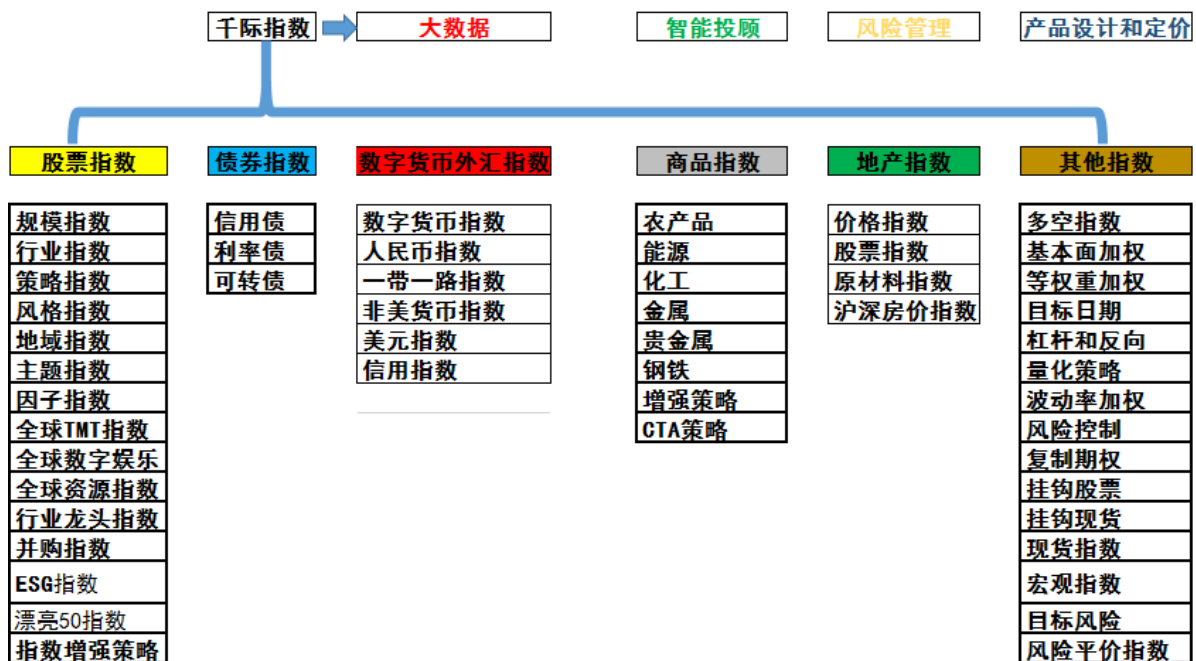 千际指数
大数据
智能投顾
风险管理
产品设计和定价
股票指数
债券指数
数字货币外汇指数
商品指数
地产指数
其他指数
规模指数
行业指数
策略指数
风格指数
地域指数
主题指数
因子指数
全球TMT指数
全球数字娱乐
全球资源指数
行业龙头指数
并购指数
ESG指数
漂亮50指数
指数增强策略
信用债
利率债
可转债
数字货币指数
人民币指数
一带一路指数
非美货币指数
美元指数
信用指数
农产品
能源
化工
金属
贵金属
钢铁
增强策略
CTA策略
价格指数
股票指数
原材料指数
沪深房价指数
多空指数
基本面加权
等权重加权
目标日期
杠杆和反向
量化策略
波动率加权
风险控制
复制期权
挂钩股票
挂钩现货
现货指数
宏观指数
目标风险
风险平价指数